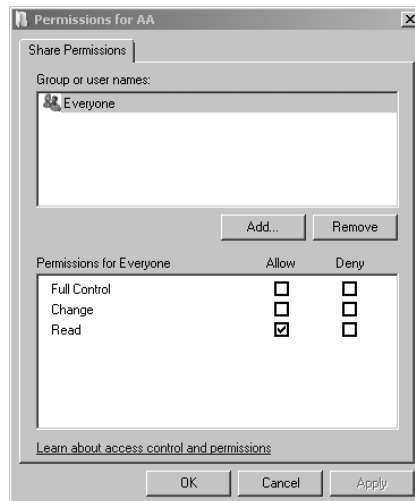 Permissions for AA
Share Permissions
Group or user names:
Everyone
Add... Remove
Permissions for Everyone Allow Deny
Full Control
Change
Read
Learn about access control and permissions
OK Cancel Apply